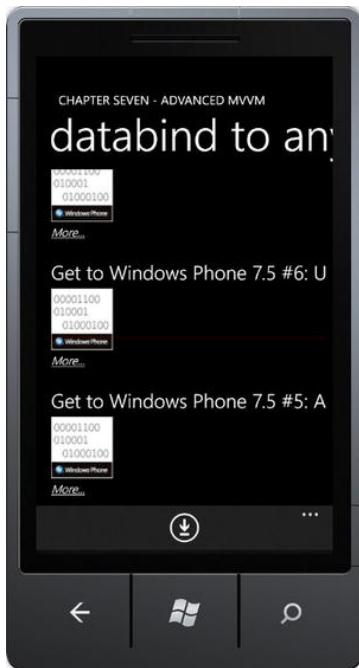 CHAPTER SEVEN - ADVANCED MVVM
databind to any
00001100
010001
01000100
Windows Phone
More...
Get to Windows Phone 7.5 #6: U
00001100
010001
01000100
Windows Phone
More...
Get to Windows Phone 7.5 #5: A
00001100
010001
01000100
Windows Phone
More...